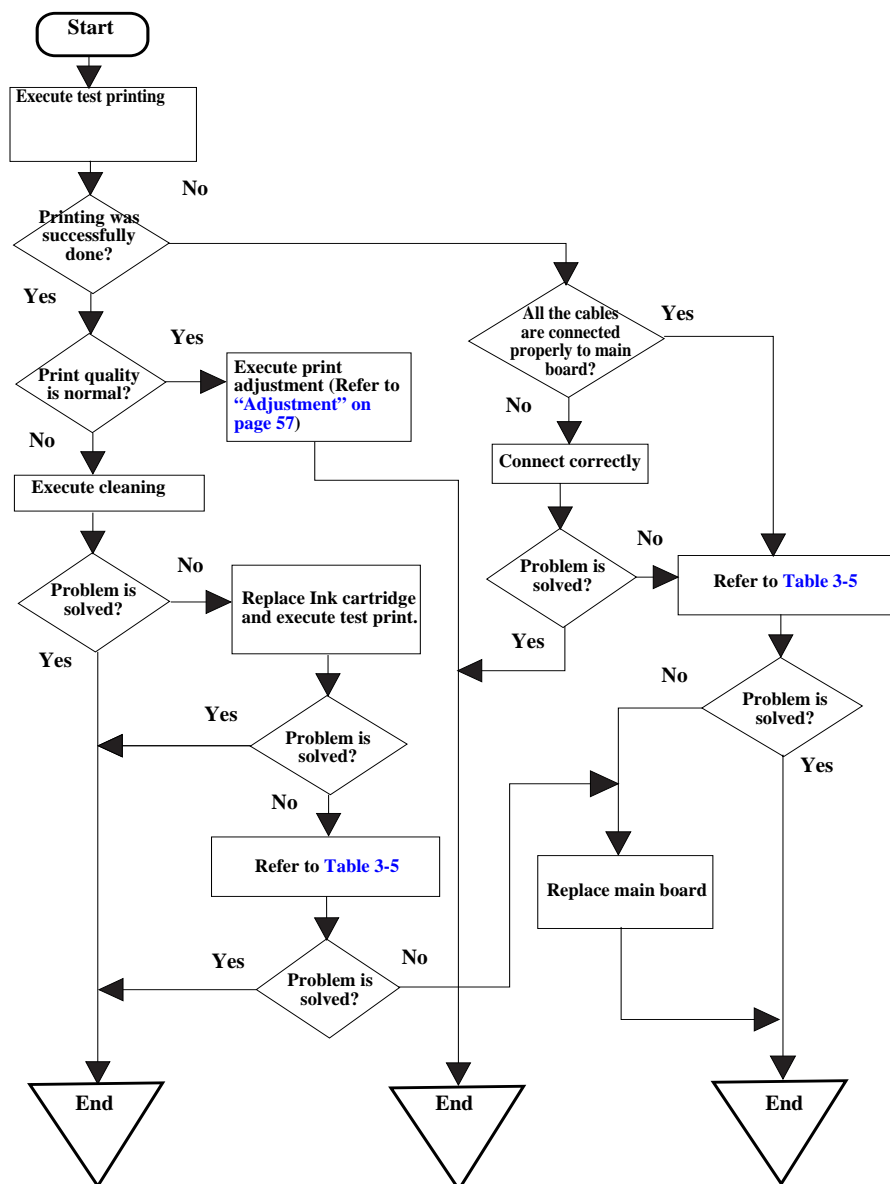 Start
Execute test printing
No
Printing was
successfully
done?
Yes
All the cables
are connected
properly to main
board?
Yes
Yes
Print quality
is normal?
Execute print
adjustment (Refer to
“Adjustment” on
page 57)
No
No
Connect correctly
Execute cleaning
No
No
Problem is
solved?
Replace Ink cartridge
and execute test print.
Problem is
solved?
Refer to Table 3-5
Yes
Yes
No
Problem is
solved?
Yes
Problem is
solved?
Yes
No
Refer to Table 3-5
Replace main board
Yes
No
Problem is
solved?
End
End
End